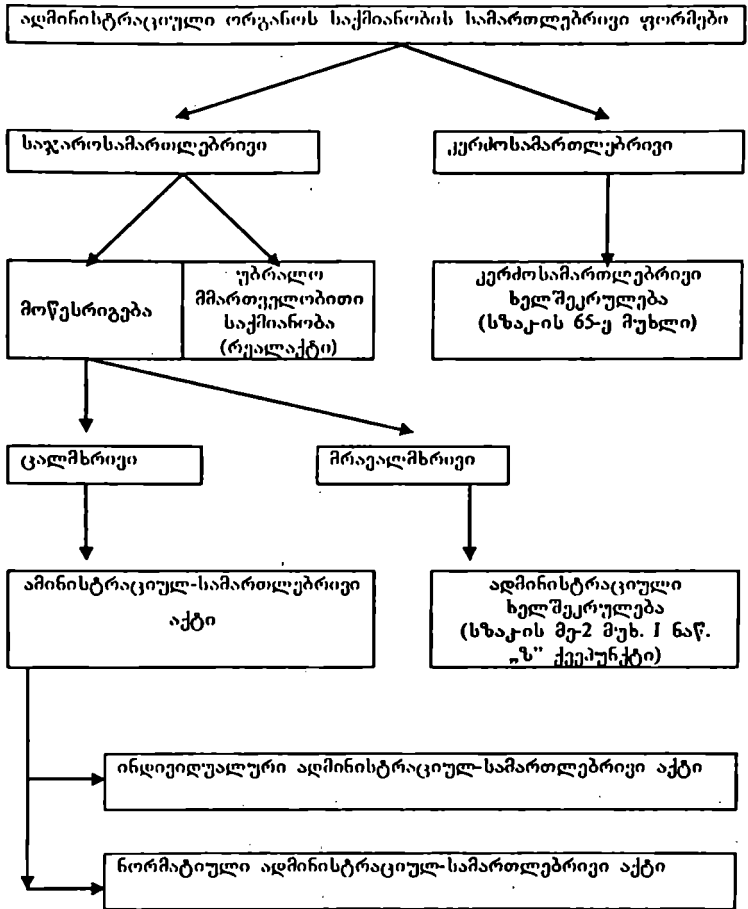 ადმინისტრაციული ორგანოს საქმიანობის სამართლებრივი ფორმები
საჯაროსამართლებრივი
კერძოსამართლებრივი
მოწესრიგება
უბრალო
მმართველობითი
საქმიანობა
(რეალაქტი)
კერძოსამართლებრივი
ხელშეკრულება
(სზაკ-ის 65-ე მუხლი)
ცალმხრივი
მრავალმხრივი
ამინისტრაციულ-სამართლებრივი
აქტი
ადმინისტრაციული
ხელშეკრულება
(სზაკ-ის მე-2 მუხ. I ნაწ.
„ზ” ქვეპუნქტი)
ინდივიდუალური ადმინისტრაციულ-სამართლებრივი აქტი
ნორმატიული ადმინისტრაციულ-სამართლებრივი აქტი